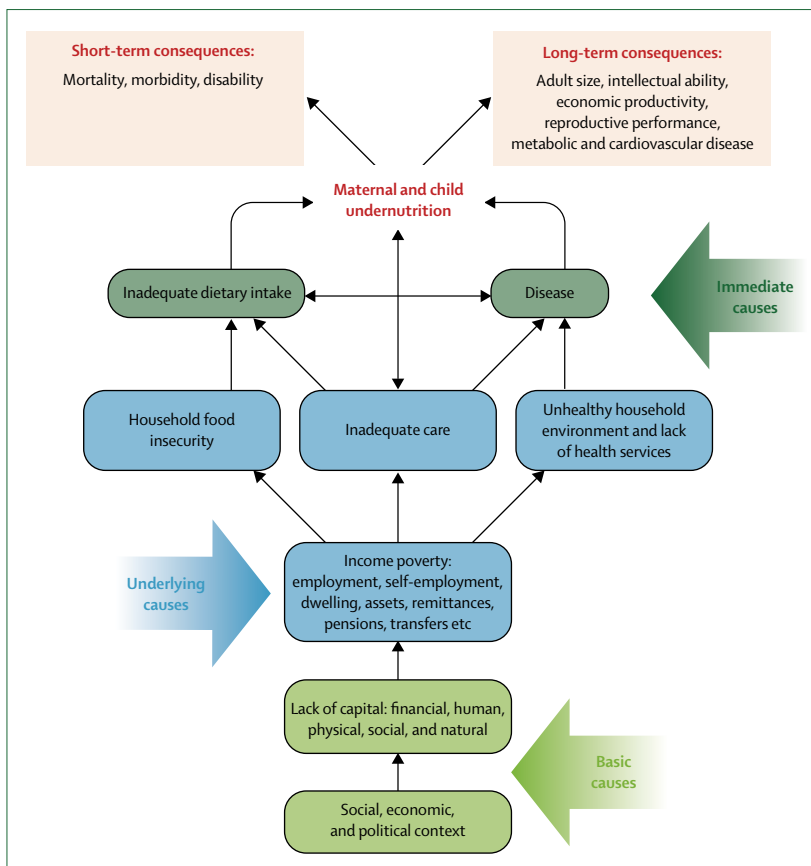 Short-term consequences:
Mortality, morbidity, disability
Long-term consequences:
Adult size, intellectual ability,
economic productivity,
reproductive performance,
metabolic and cardiovascular disease
Maternal and child
undernutrition
Inadequate dietary intake
Disease
Immediate
causes
Household food
insecurity
Inadequate care
Unhealthy household
environment and lack
of health services
Underlying
causes
Income poverty:
employment, self-employment,
dwelling, assets, remittances,
pensions, transfers etc
Lack of capital: financial, human,
physical, social, and natural
Basic
causes
Social, economic,
and political context